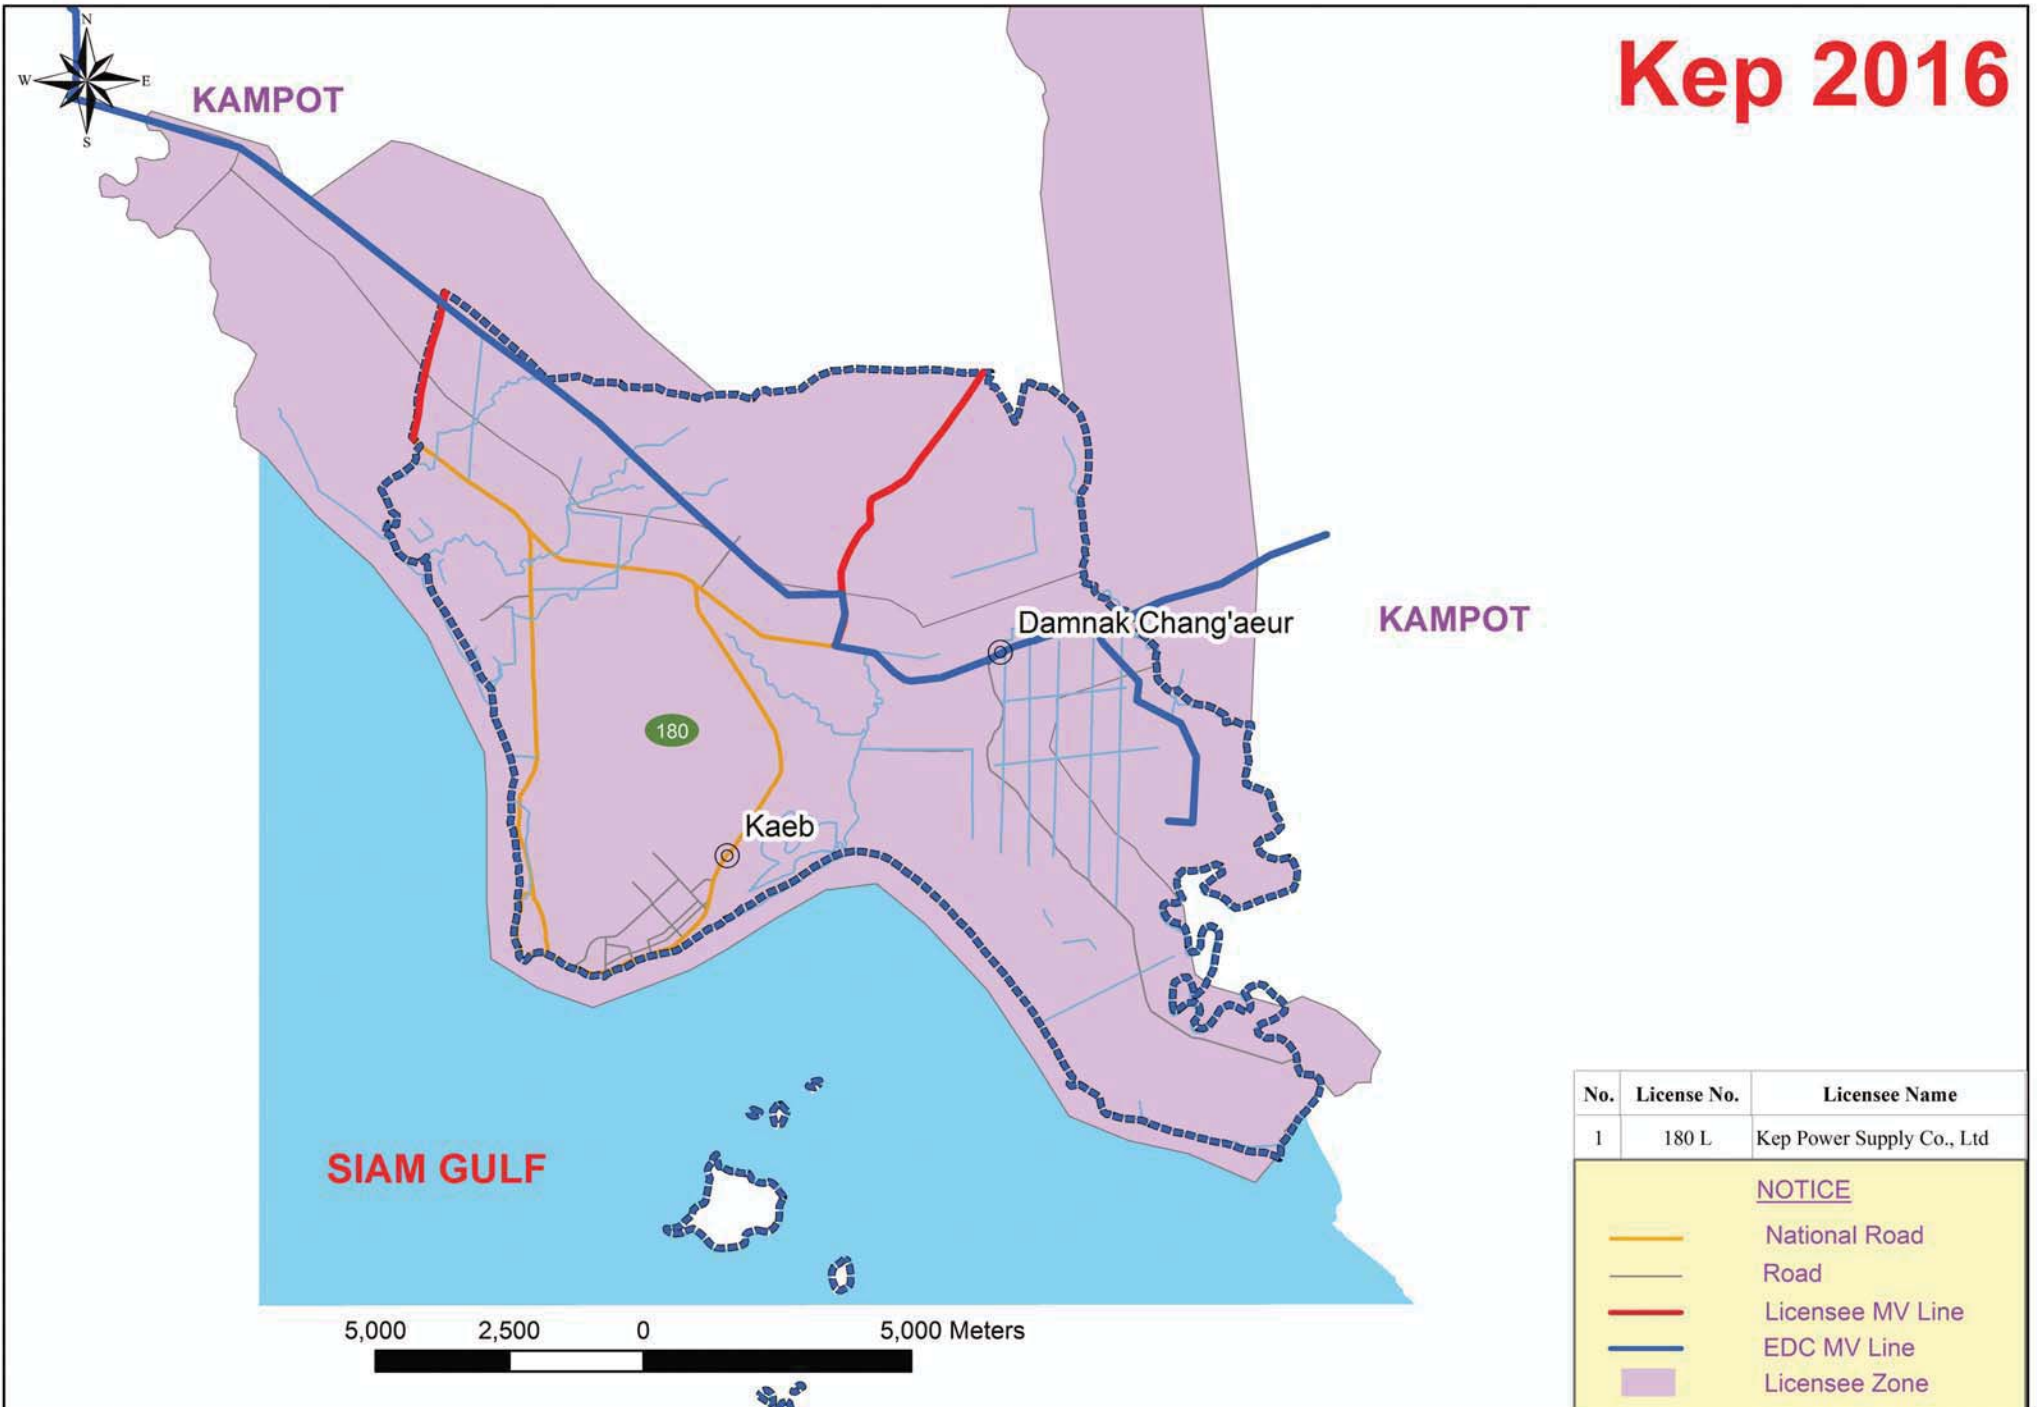 Kep 2016
N
W E
S
KAMPOT
Damnak Chang'aeur
KAMPOT
180
Kaeb
SIAM GULF
5,000 2,500 0 5,000 Meters
No. License No. Licensee Name
1 180 L Kep Power Supply Co., Ltd
NOTICE
National Road
Road
Licensee MV Line
EDC MV Line
Licensee Zone